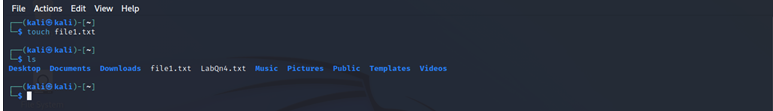 File Actions Edit View Help
┌──(kali㉿kali)-[~]
└─$ touch file1.txt
┌──(kali㉿kali)-[~]
└─$ ls
Desktop Documents Downloads file1.txt LabQn4.txt Music Pictures Public Templates Videos
┌──(kali㉿kali)-[~]
└─$